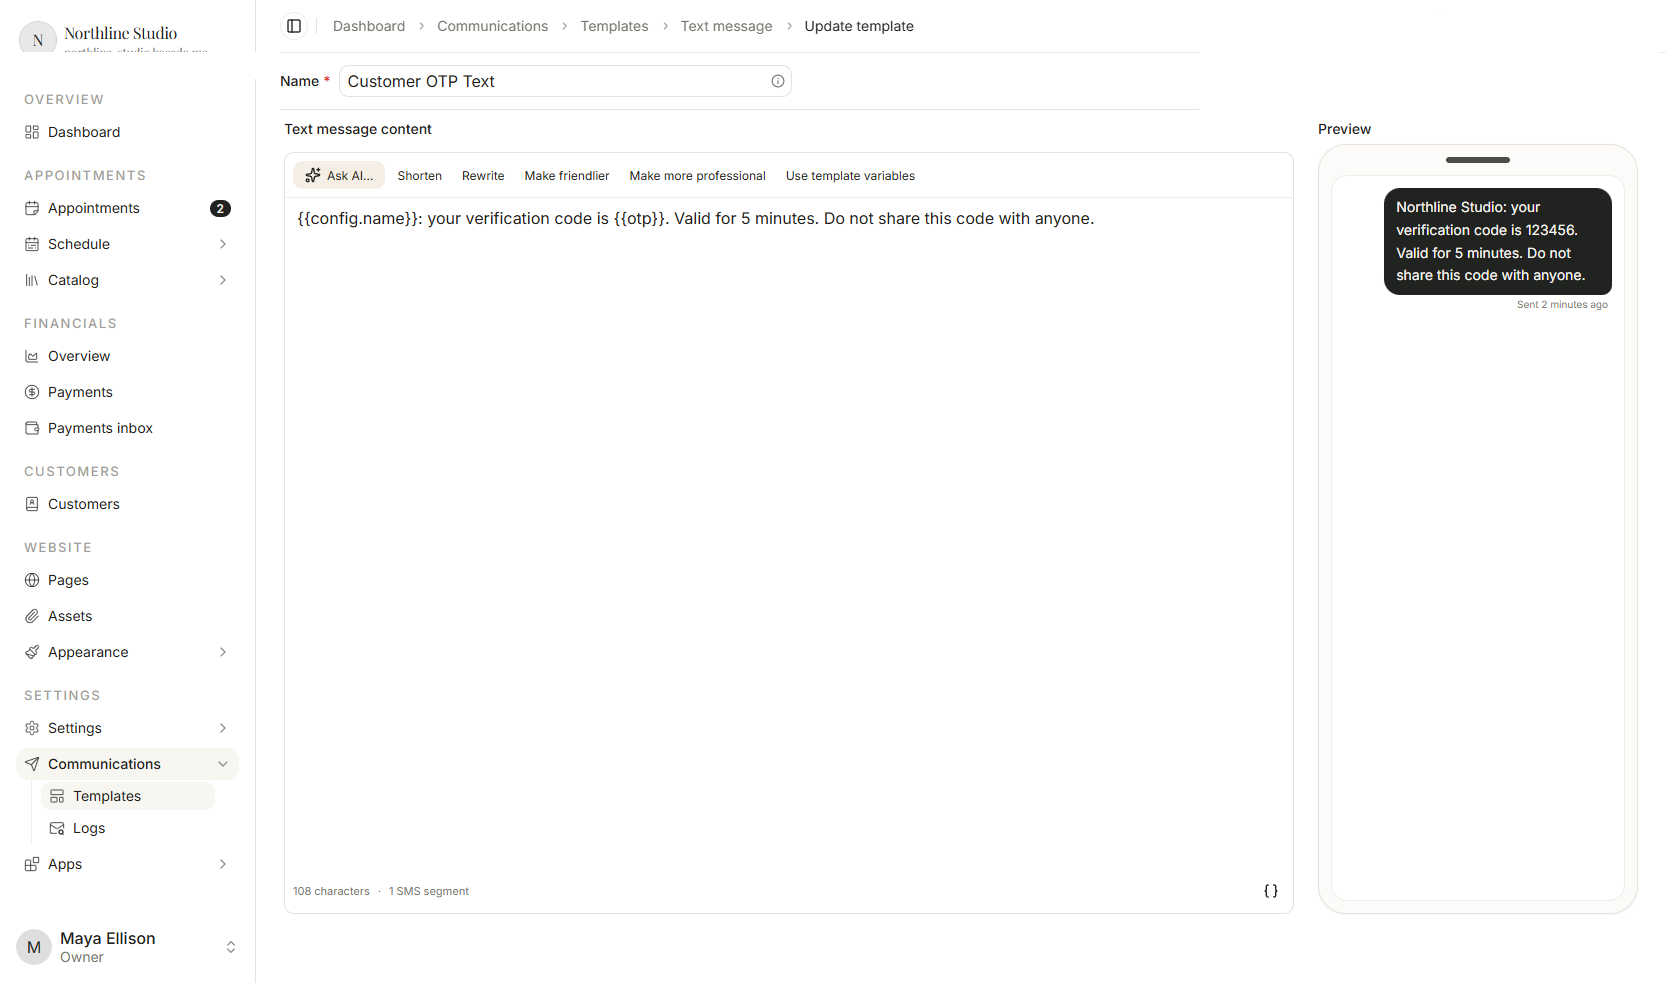 N
Northline Studio
OVERVIEW
Dashboard
APPOINTMENTS
Appointments 2
Schedule
Catalog
FINANCIALS
Overview
Payments
Payments inbox
CUSTOMERS
Customers
WEBSITE
Pages
Assets
Appearance
SETTINGS
Settings
Communications
Templates
Logs
Apps
M
Maya Ellison
Owner
Dashboard > Communications > Templates > Text message > Update template
Name * Customer OTP Text
Text message content
Ask AI... Shorten Rewrite Make friendlier Make more professional Use template variables
{{config.name}}: your verification code is {{otp}}. Valid for 5 minutes. Do not share this code with anyone.
108 characters · 1 SMS segment {}
Preview
Northline Studio: your
verification code is 123456.
Valid for 5 minutes. Do not
share this code with anyone.
Sent 2 minutes ago